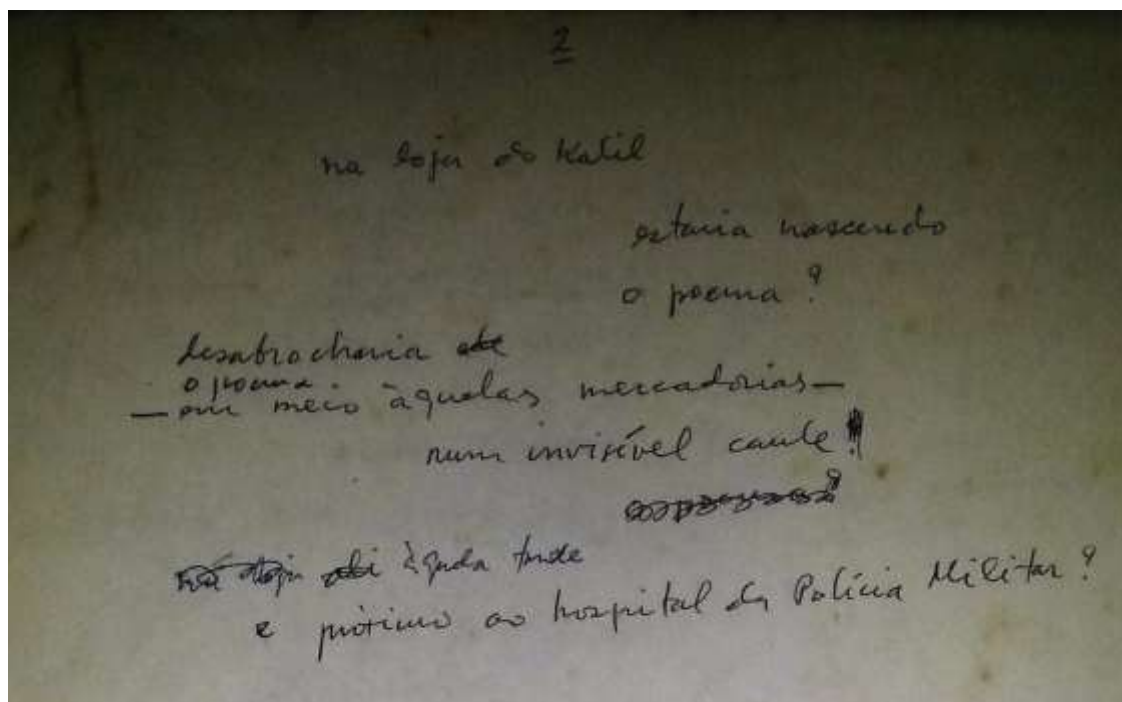 2
na loja do Kalil
estaria nascendo
o poema?
desabrocharia
o poema
— em meio àquelas mercadorias —
num invisível caule
àquela tarde
e próximo ao hospital da Polícia Militar?